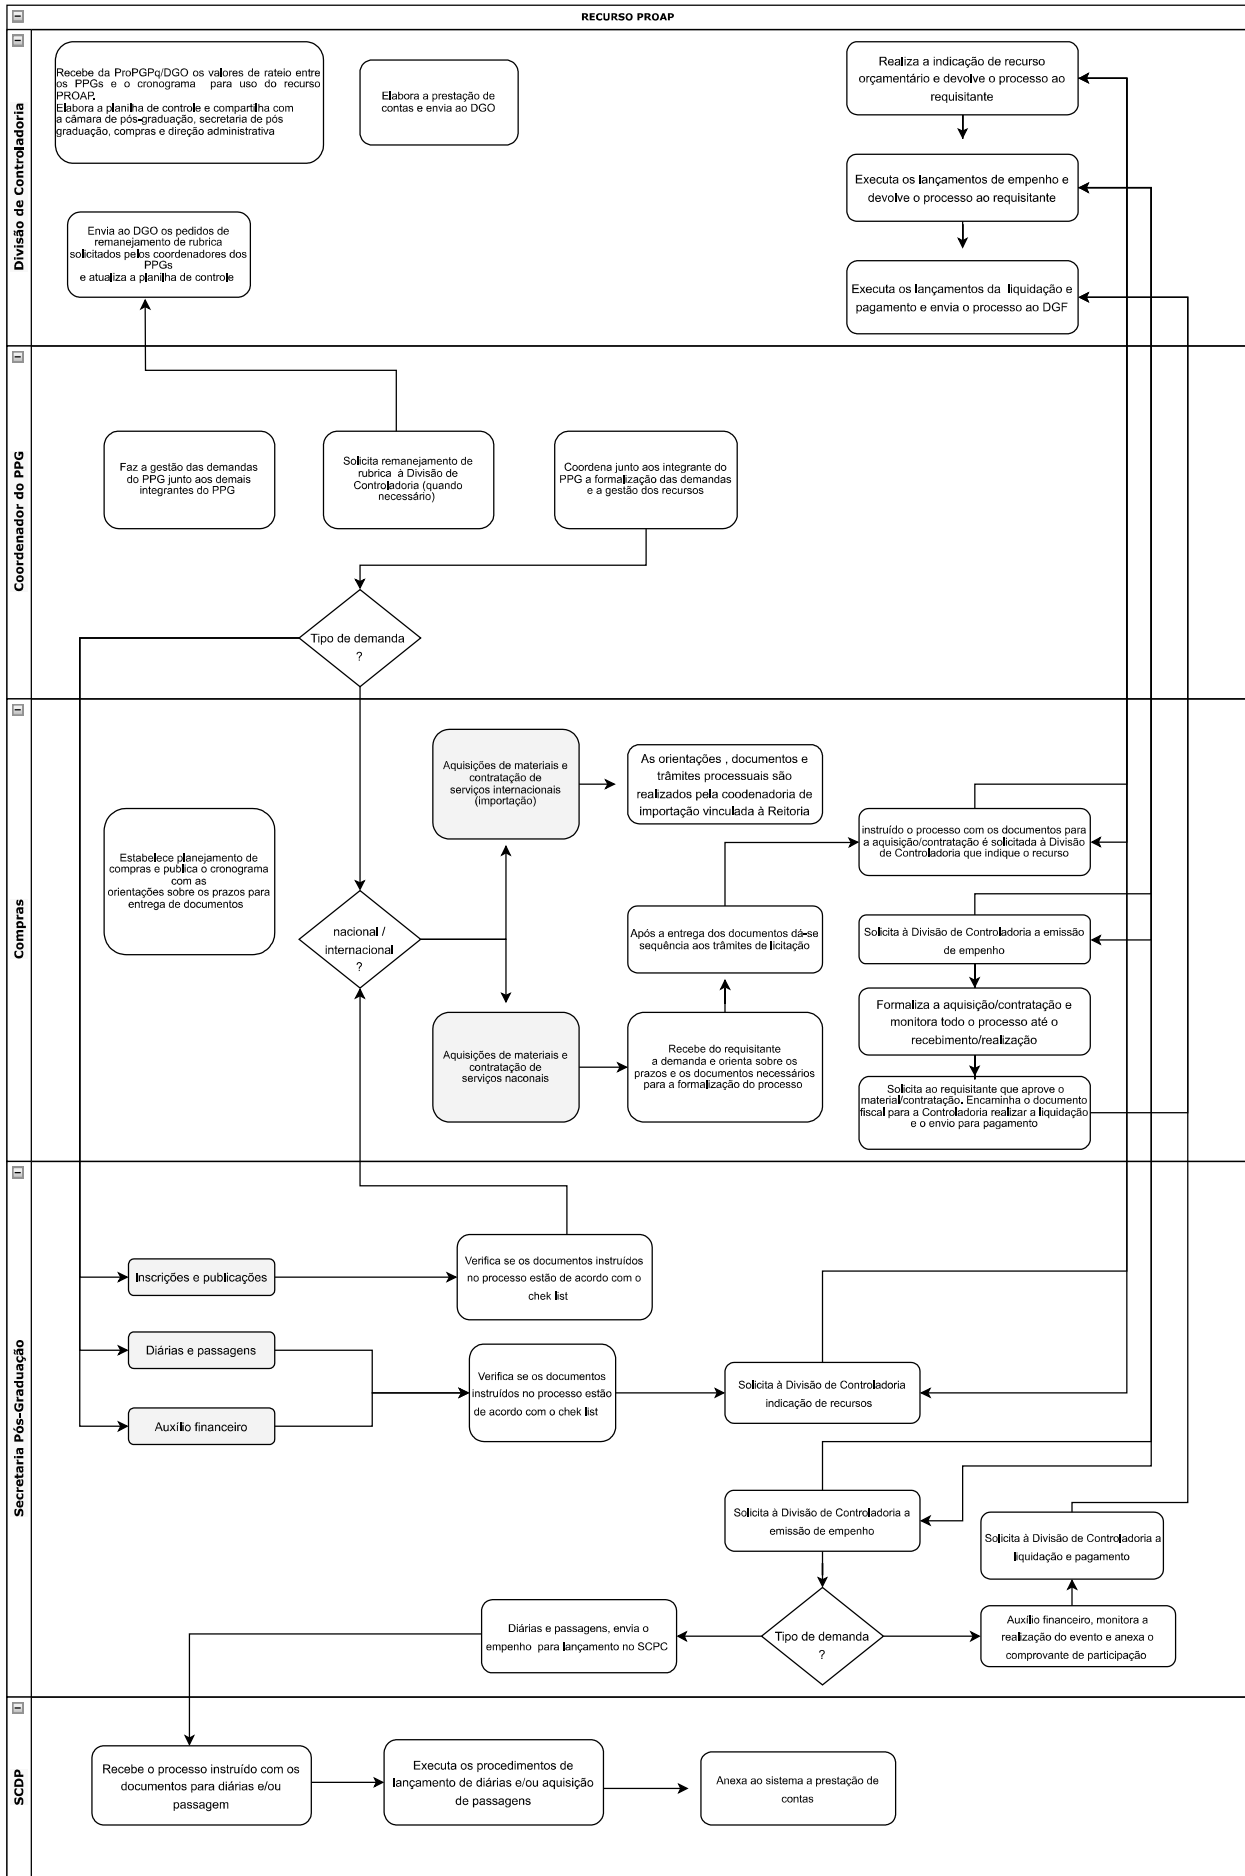 RECURSO PROAP
Divisão de Controladoria
Recebe da ProPGPq/DGO os valores de rateio entre
os PPGs e o cronograma para uso do recurso
PROAP.
Elabora a planilha de controle e compartilha com
a câmara de pós-graduação, secretaria de pós
graduação, compras e direção administrativa
Elabora a prestação de
contas e envia ao DGO
Realiza a indicação de recurso
orçamentário e devolve o processo ao
requisitante
Executa os lançamentos de empenho e
devolve o processo ao requisitante
Envia ao DGO os pedidos de
remanejamento de rubrica
solicitados pelos coordenadores dos
PPGs
e atualiza a planilha de controle
Executa os lançamentos da liquidação e
pagamento e envia o processo ao DGF
Coordenador do PPG
Faz a gestão das demandas
do PPG junto aos demais
integrantes do PPG
Solicita remanejamento de
rubrica à Divisão de
Controladoria (quando
necessário)
Coordena junto aos integrante do
PPG a formalização das demandas
e a gestão dos recursos
Tipo de demanda
?
Compras
Estabelece planejamento de
compras e publica o cronograma
com as
orientações sobre os prazos para
entrega de documentos
nacional /
internacional
?
Aquisições de materiais e
contratação de
serviços internacionais
(importação)
As orientações , documentos e
trâmites processuais são
realizados pela coodenadoria de
importação vinculada à Reitoria
instruído o processo com os documentos para
a aquisição/contratação é solicitada à Divisão
de Controladoria que indique o recurso
Após a entrega dos documentos dá-se
sequência aos trâmites de licitação
Solicita à Divisão de Controladoria a emissão
de empenho
Formaliza a aquisição/contratação e
monitora todo o processo até o
recebimento/realização
Aquisições de materiais e
contratação de
serviços naconais
Recebe do requisitante
a demanda e orienta sobre os
prazos e os documentos necessários
para a formalização do processo
Solicita ao requisitante que aprove o
material/contratação. Encaminha o documento
fiscal para a Controladoria realizar a liquidação
e o envio para pagamento
Secretaria Pós-Graduação
Inscrições e publicações
Verifica se os documentos instruídos
no processo estão de acordo com o
chek list
Diárias e passagens
Auxílio financeiro
Verifica se os documentos
instruídos no processo estão
de acordo com o chek list
Solicita à Divisão de Controladoria
indicação de recursos
Solicita à Divisão de Controladoria a
emissão de empenho
Solicita à Divisão de Controladoria a
liquidação e pagamento
Diárias e passagens, envia o
empenho para lançamento no SCPC
Tipo de demanda
?
Auxílio financeiro, monitora a
realização do evento e anexa o
comprovante de participação
SCDP
Recebe o processo instruído com os
documentos para diárias e/ou
passagem
Executa os procedimentos de
lançamento de diárias e/ou aquisição
de passagens
Anexa ao sistema a prestação de
contas